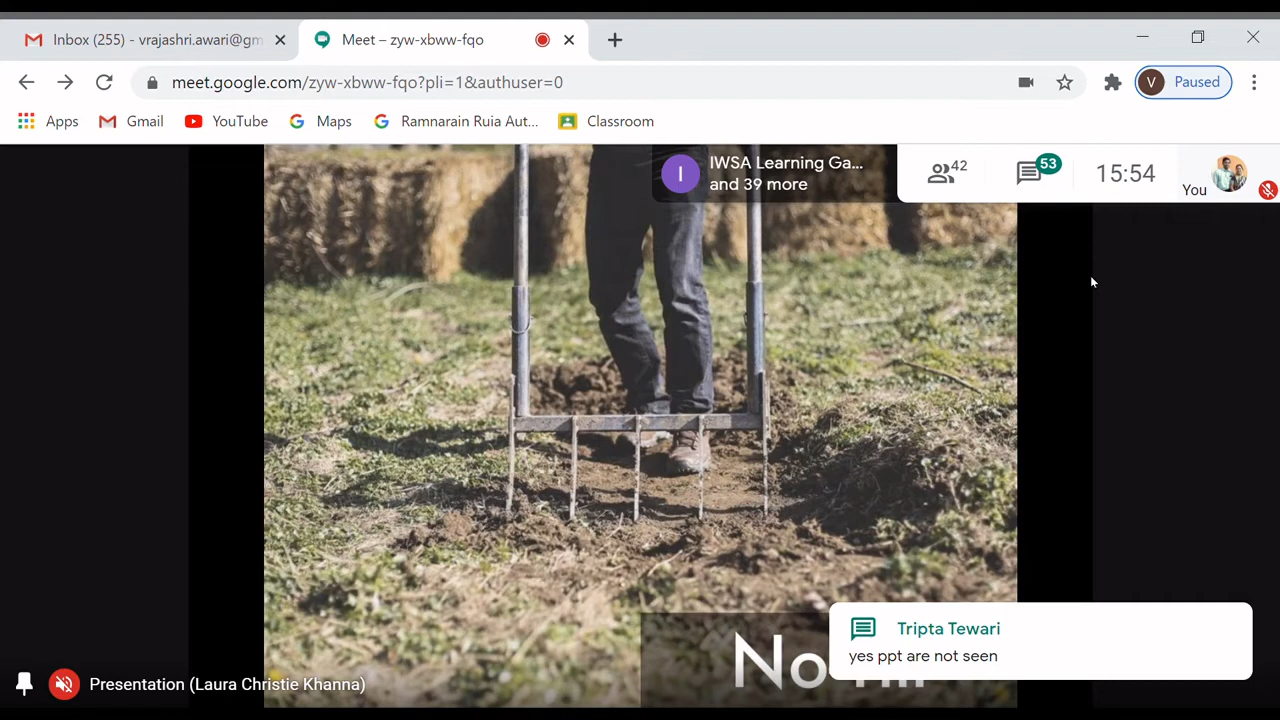 Inbox (255) - vrajashri.awari@gm
Meet – zyw-xbww-fqo
meet.google.com/zyw-xbww-fqo?pli=1&authuser=0
V Paused
Apps Gmail YouTube Maps Ramnarain Ruia Aut... Classroom
I IWSA Learning Ga...
and 39 more
42
53
15:54
You
No
Tripta Tewari
yes ppt are not seen
Presentation (Laura Christie Khanna)